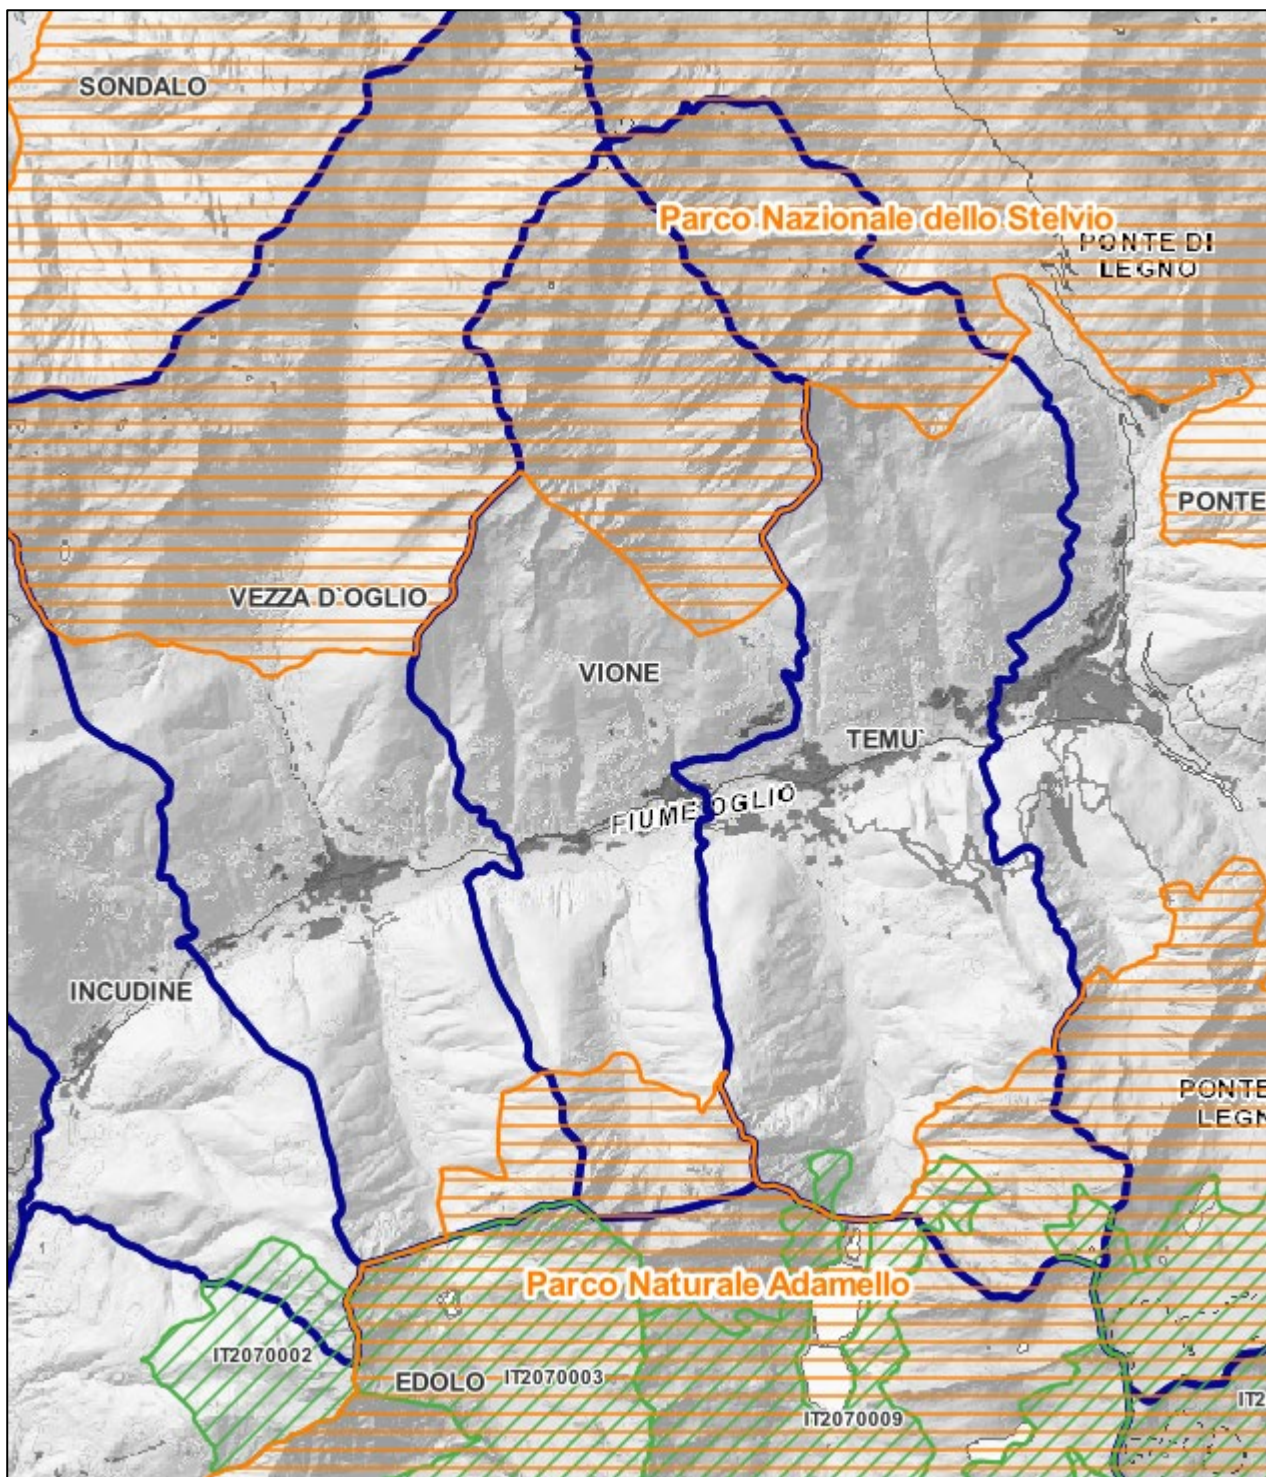 SONDALO
Parco Nazionale dello Stelvio
PONTE DI
LEGNO
PONTE
VEZZA D`OGLIO
VIONE
TEMU`
FIUME OGLIO
INCUDINE
PONTE
LEGN
Parco Naturale Adamello
IT2070002
EDOLO
IT2070003
IT2070009
IT2